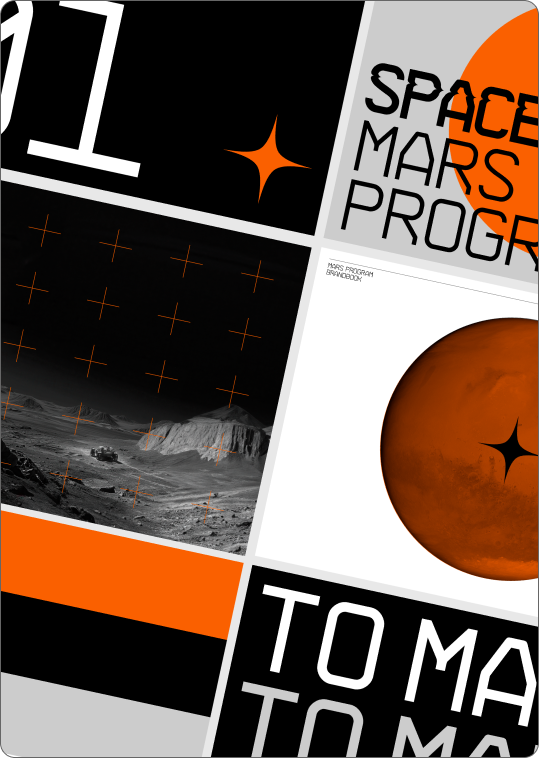 01
SPACE
MARS
PROGR
MARS PROGRAM
BRANDBOOK
TO MA
TO MA